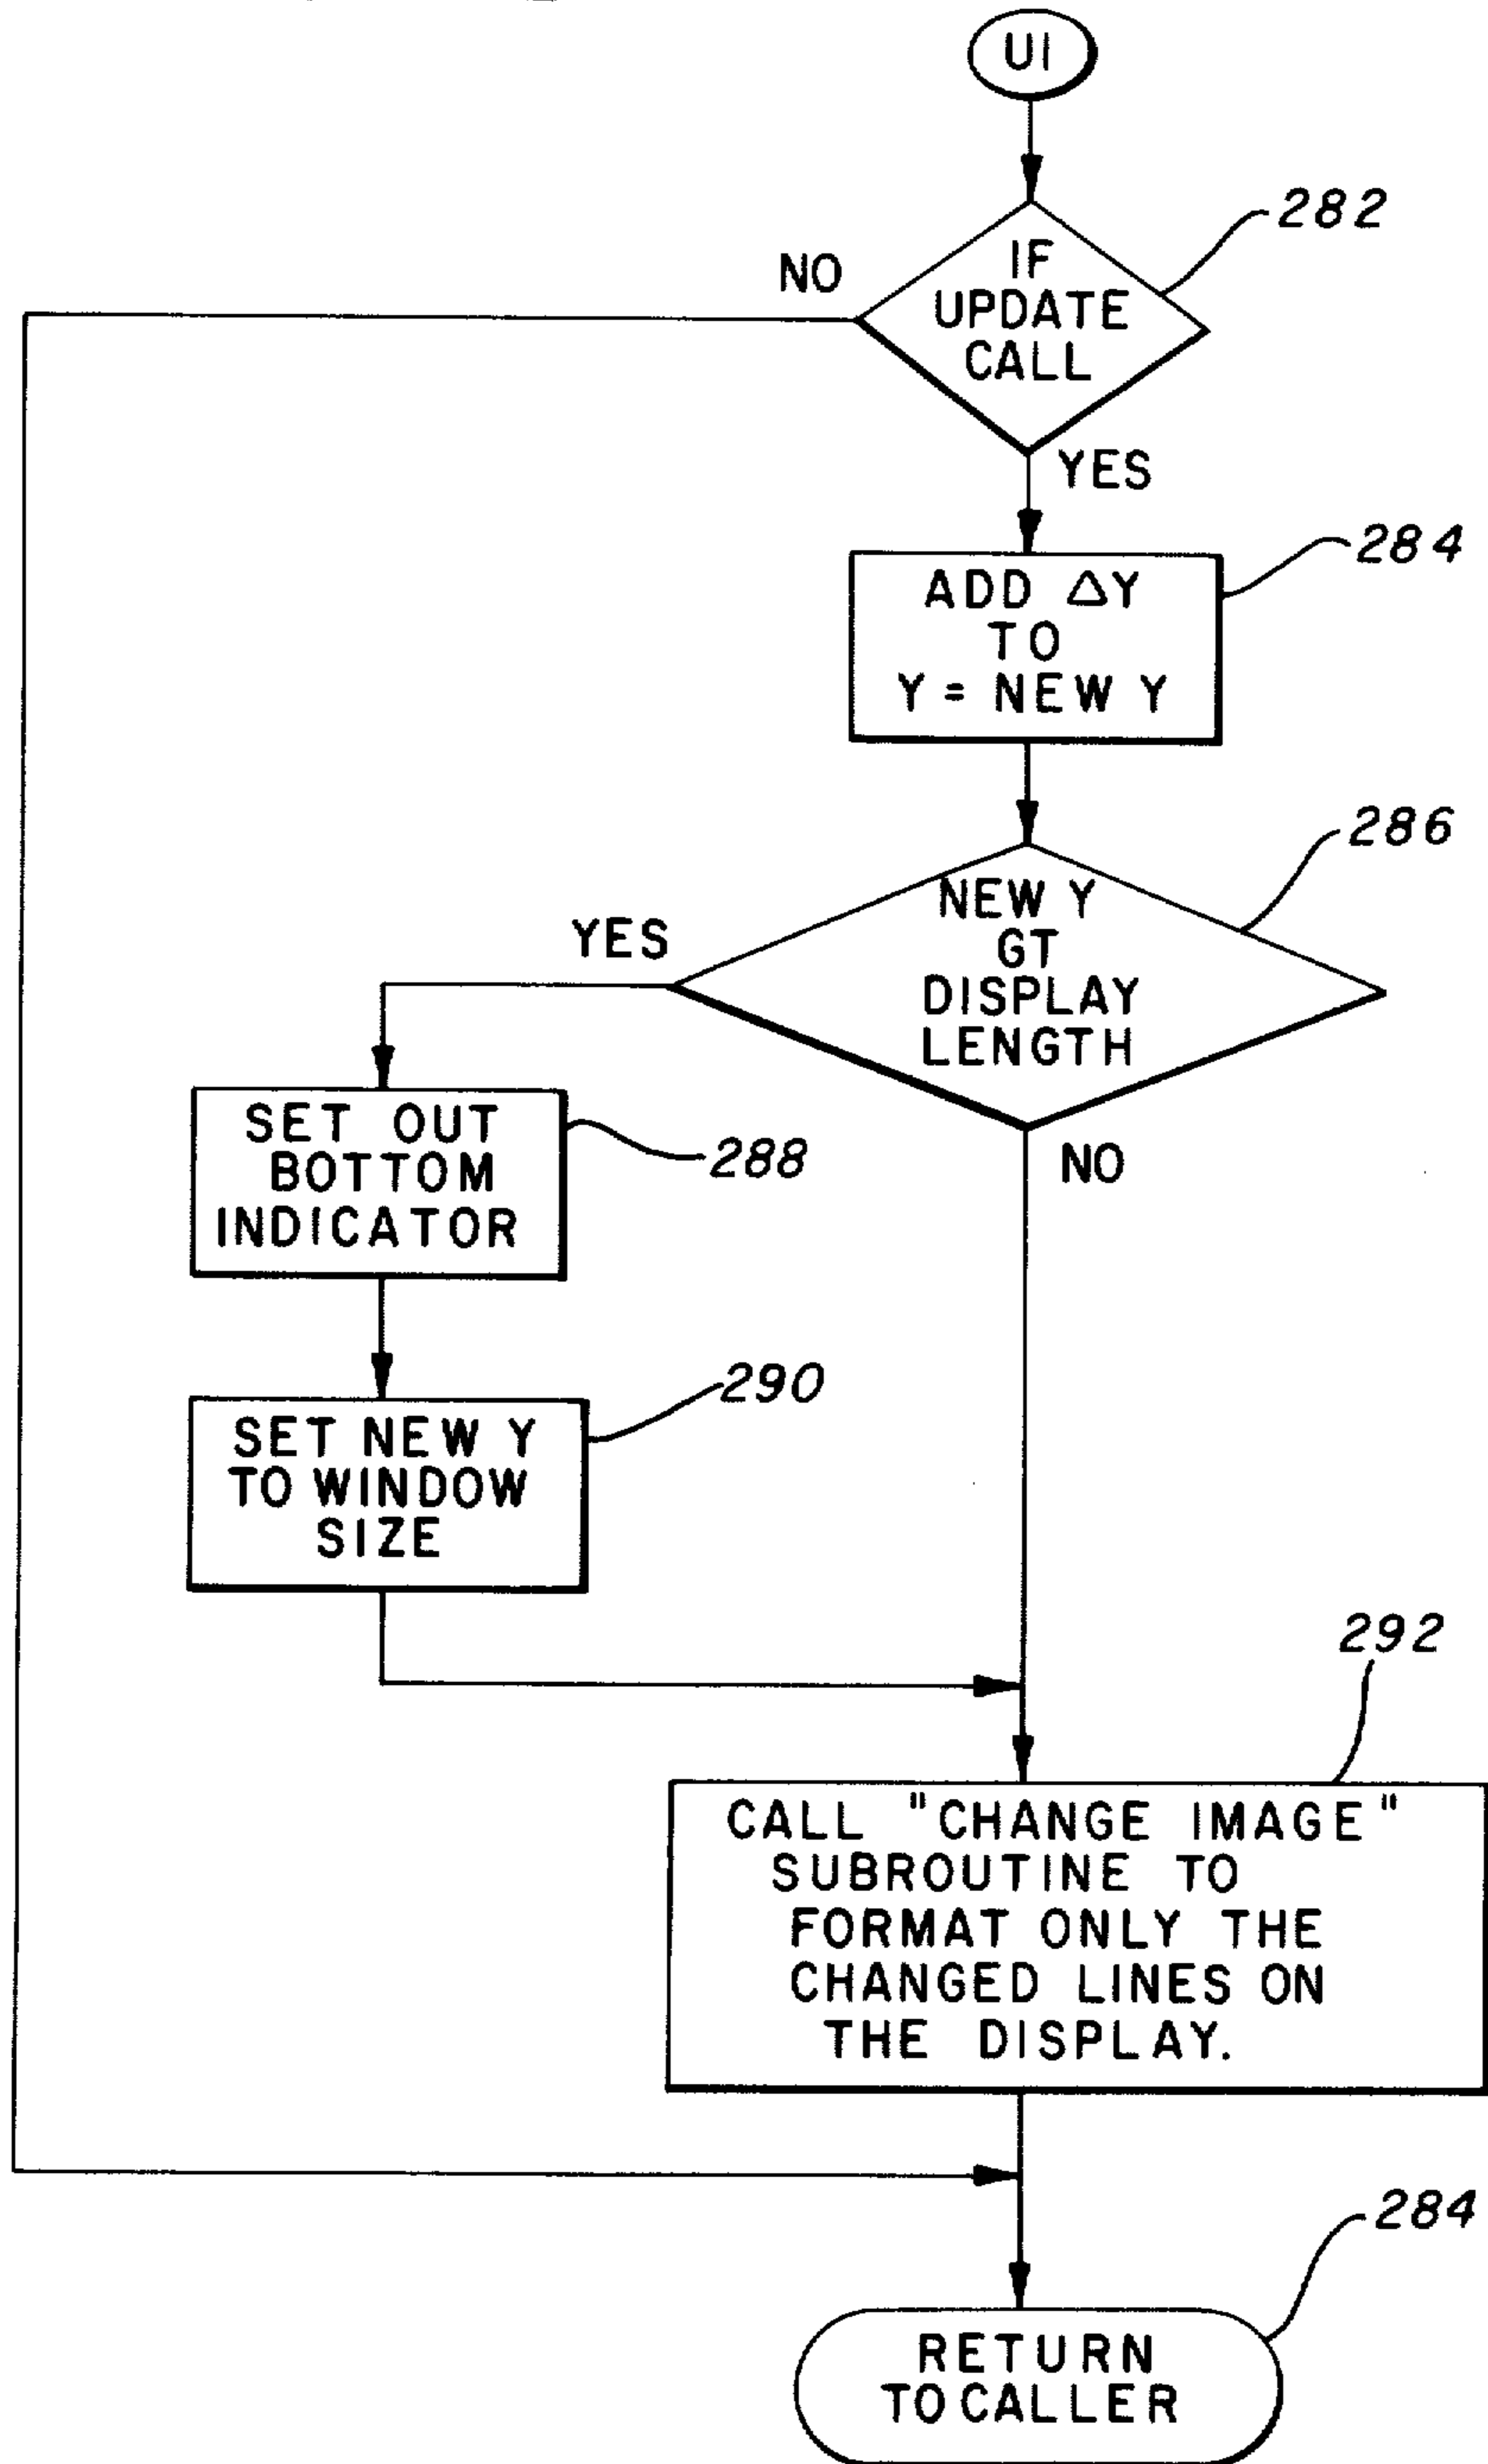 U1
282
NO
IF
UPDATE
CALL
YES
284
ADD ΔY
TO
Y = NEW Y
286
NEW Y
GT
DISPLAY
LENGTH
YES
NO
SET OUT
BOTTOM
INDICATOR
288
290
SET NEW Y
TO WINDOW
SIZE
292
CALL "CHANGE IMAGE"
SUBROUTINE TO
FORMAT ONLY THE
CHANGED LINES ON
THE DISPLAY.
284
RETURN
TO CALLER